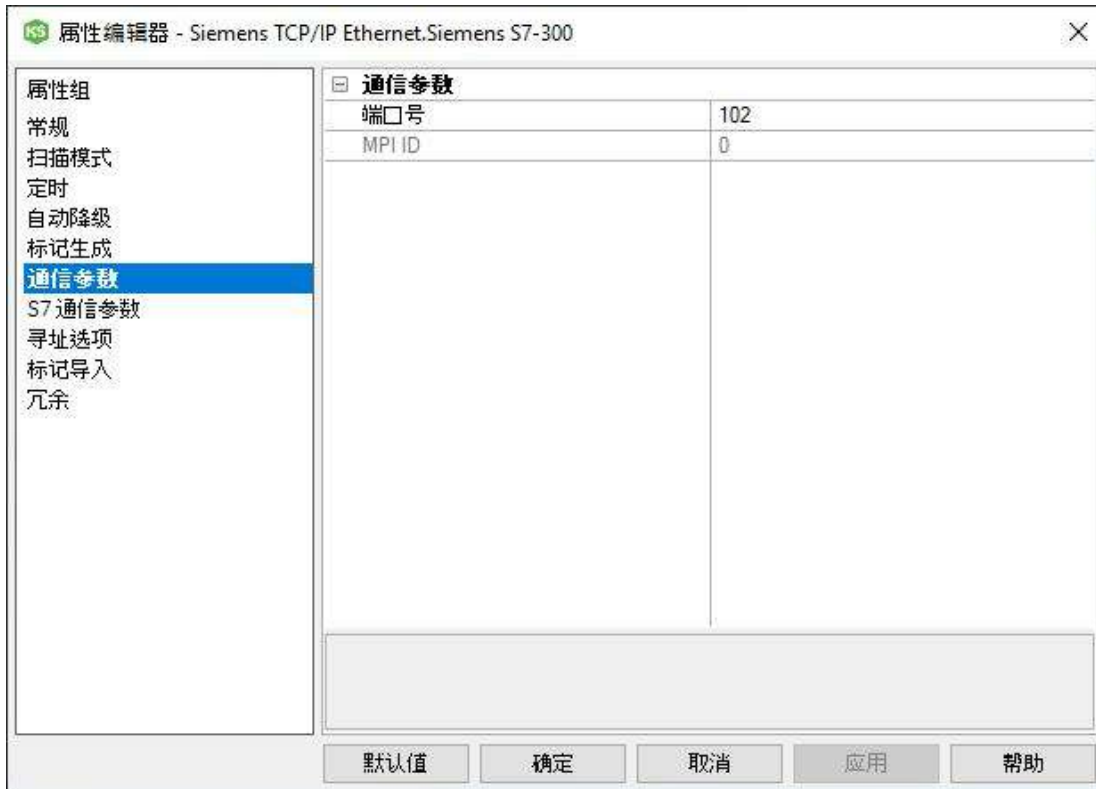 KS 属性编辑器 - Siemens TCP/IP Ethernet.Siemens S7-300
属性组
常规
扫描模式
定时
自动降级
标记生成
通信参数
S7 通信参数
寻址选项
标记导入
冗余
通信参数
端口号 102
MPI ID 0
默认值 确定 取消 应用 帮助